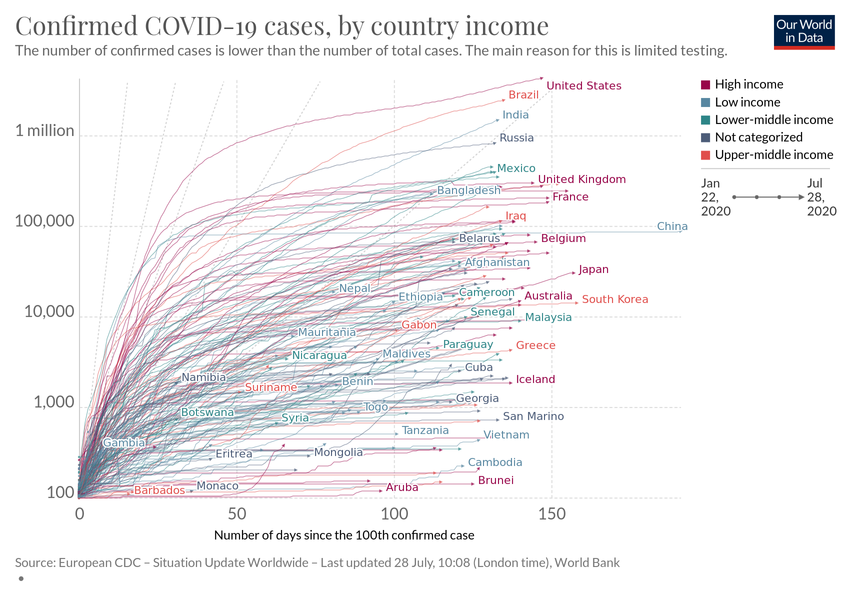 Confirmed COVID-19 cases, by country income
The number of confirmed cases is lower than the number of total cases. The main reason for this is limited testing.
Our World
in Data
United States
Brazil
India
Russia
1 million
Mexico
United Kingdom
Bangladesh
France
Iraq
100,000
China
Belarus
Belgium
Afghanistan
Japan
Nepal
Ethiopia
Cameroon
Australia
South Korea
10,000
Senegal
Malaysia
Gabon
Mauritania
Paraguay
Greece
Nicaragua
Maldives
Cuba
Namibia
Benin
Iceland
Suriname
1,000
Georgia
Togo
Botswana
Syria
San Marino
Tanzania
Vietnam
Gambia
Eritrea
Mongolia
Cambodia
Brunei
100
Barbados
Monaco
Aruba
0
50
100
150
Number of days since the 100th confirmed case
High income
Low income
Lower-middle income
Not categorized
Upper-middle income
Jan
22,
2020
Jul
28,
2020
Source: European CDC – Situation Update Worldwide – Last updated 28 July, 10:08 (London time), World Bank